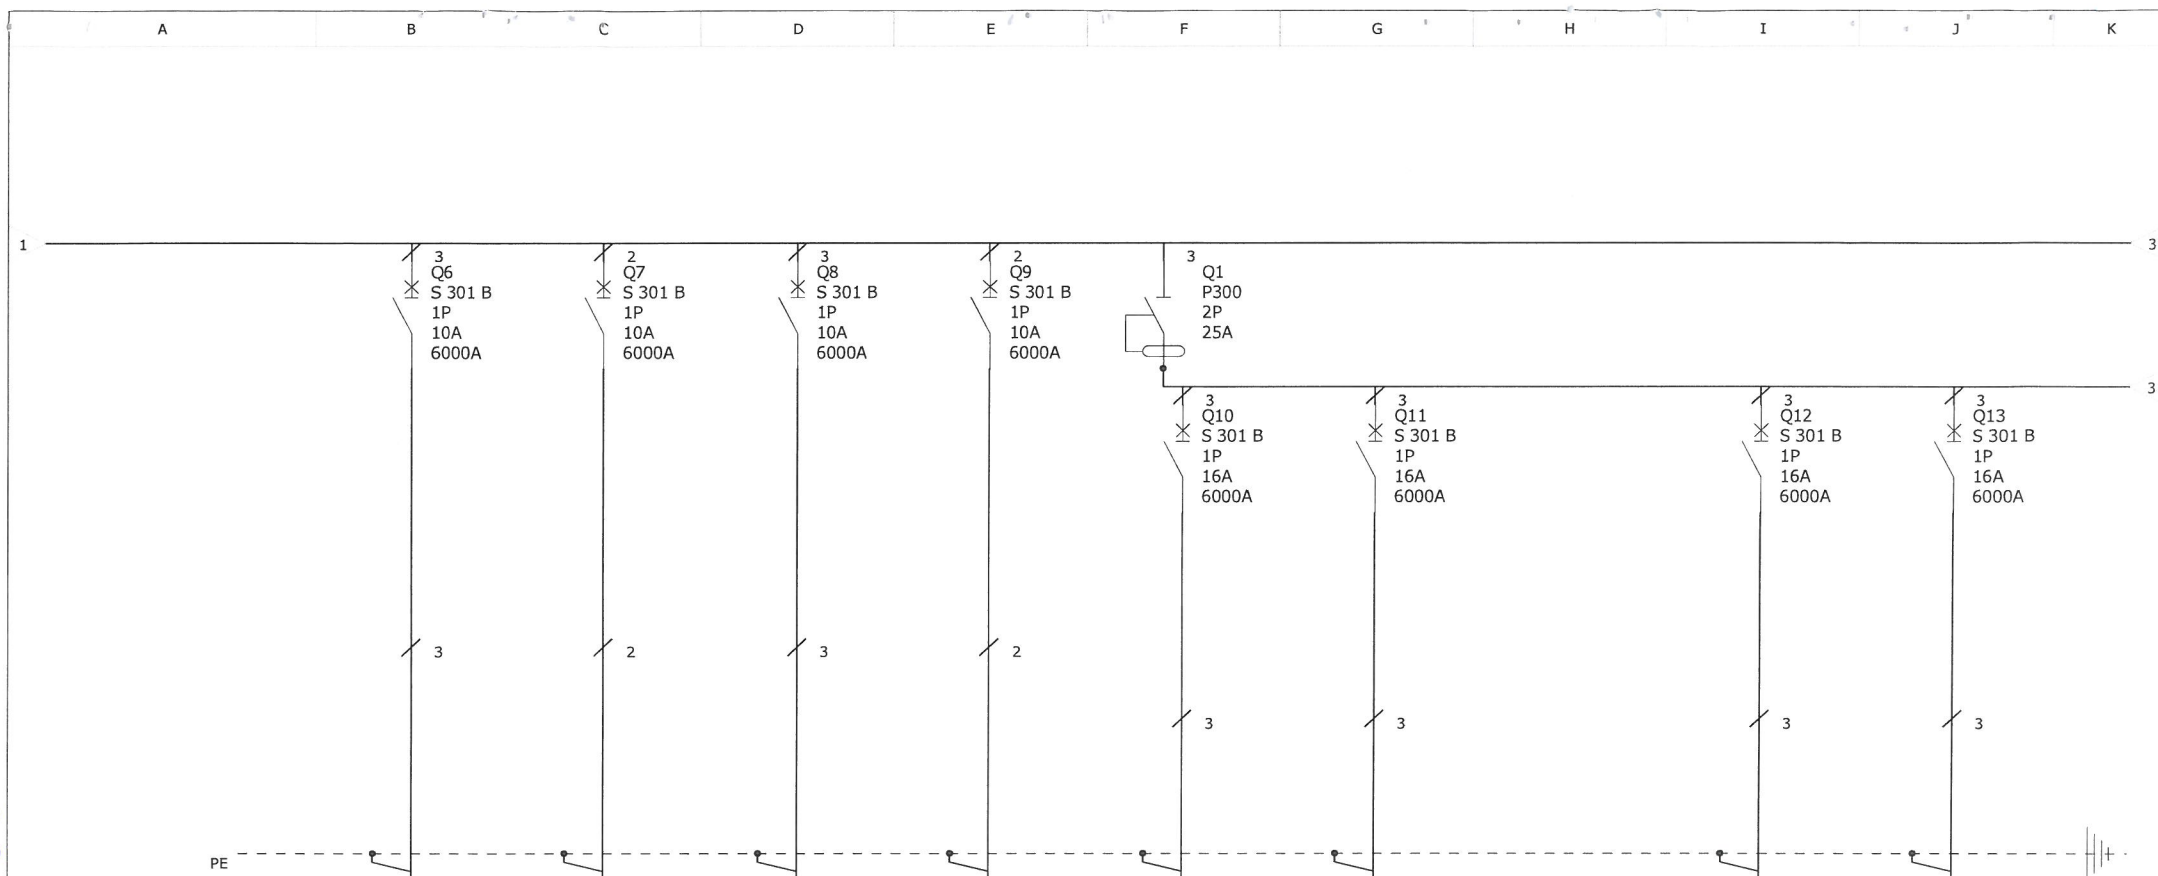 A B C D E F G H I J K
1 3
3
Q6
S 301 B
1P
10A
6000A
2
Q7
S 301 B
1P
10A
6000A
3
Q8
S 301 B
1P
10A
6000A
2
Q9
S 301 B
1P
10A
6000A
3
Q1
P300
2P
25A
3
3
Q10
S 301 B
1P
16A
6000A
3
Q11
S 301 B
1P
16A
6000A
3
Q12
S 301 B
1P
16A
6000A
3
Q13
S 301 B
1P
16A
6000A
3 2 3 2
3 3 3 3
PE